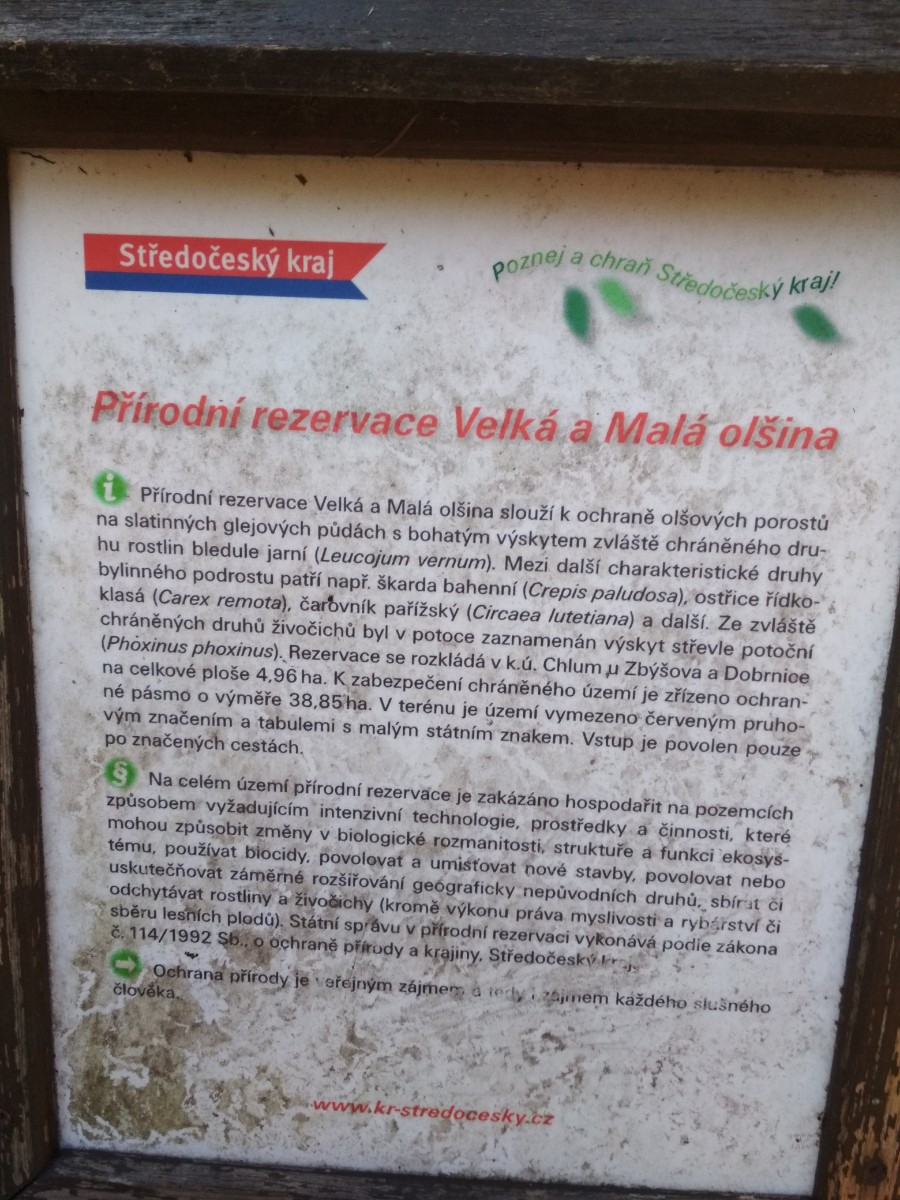 Středočeský kraj
Poznej a chraň Středočeský kraj!
Přírodní rezervace Velká a Malá olšina
i Přírodní rezervace Velká a Malá olšina slouží k ochraně olšových porostů
na slatinných glejových půdách s bohatým výskytem zvláště chráněného dru-
hu rostlin bledule jarní (Leucojum vernum). Mezi další charakteristické druhy
bylinného podrostu patří např. škarda bahenní (Crepis paludosa), ostřice řídko-
klasá (Carex remota), čarovník pařížský (Circaea lutetiana) a další. Ze zvláště
chráněných druhů živočichů byl v potoce zaznamenán výskyt střevle potoční
(Phoxinus phoxinus). Rezervace se rozkládá v k.ú. Chlum µ Zbýšova a Dobrnice
na celkové ploše 4,96 ha. K zabezpečení chráněného území je zřízeno ochran-
né pásmo o výměře 38,85 ha. V terénu je území vymezeno červeným pruho-
vým značením a tabulemi s malým státním znakem. Vstup je povolen pouze
po značených cestách.
§ Na celém území přírodní rezervace je zakázáno hospodařit na pozemcích
způsobem vyžadujícím intenzivní technologie, prostředky a činnosti, které
mohou způsobit změny v biologické rozmanitosti, struktuře a funkci ekosys-
tému, používat biocidy, povolovat a umisťovat nové stavby, povolovat nebo
uskutečňovat záměrné rozšiřování geograficky nepůvodních druhů, sbírat či
odchytávat rostliny a živočichy (kromě výkonu práva myslivosti a rybářství či
sběru lesních plodů). Státní správu v přírodní rezervaci vykonává podle zákona
č. 114/1992 Sb., o ochraně přírody a krajiny, Středočeský kraj.
Ochrana přírody je veřejným zájmem a tedy i zájmem každého slušného
člověka.
www.kr-stredocesky.cz